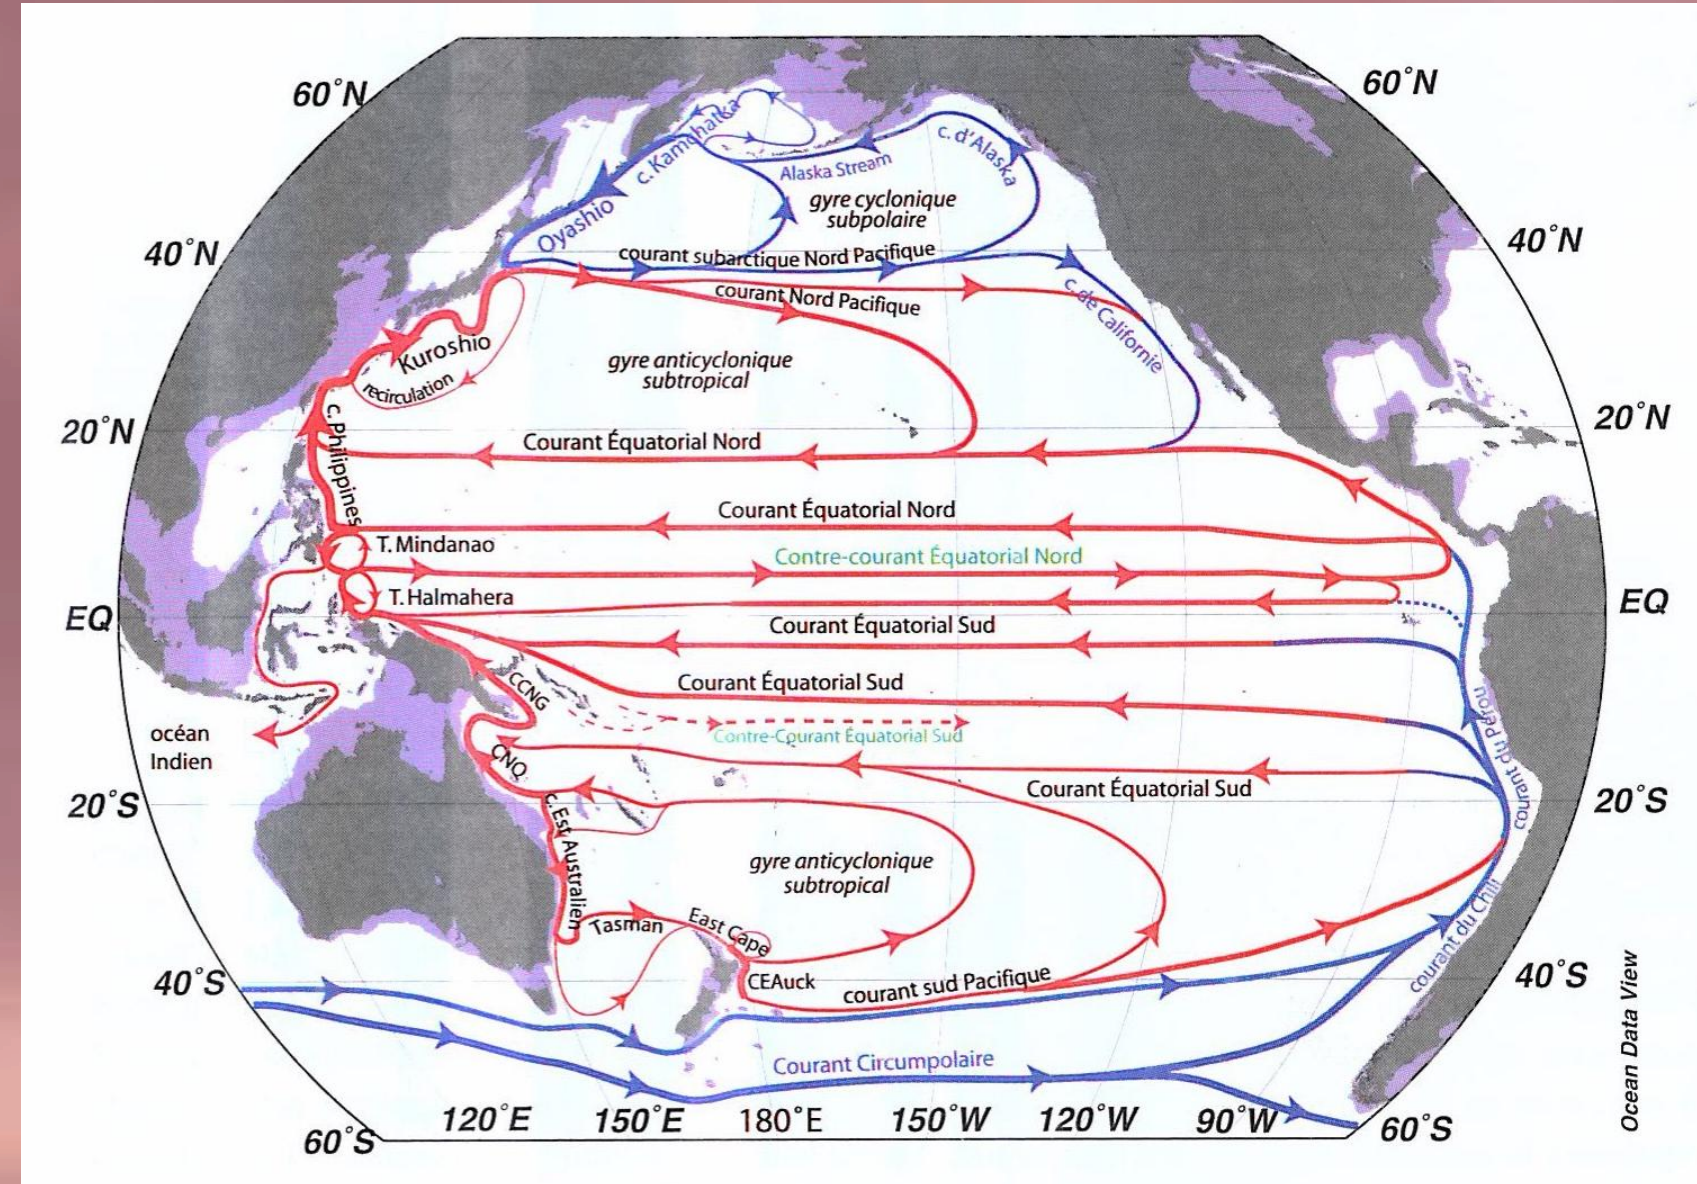 60°N
60°N
c. Kamchatka
c. d'Alaska
Alaska Stream
gyre cyclonique
subpolaire
Oyashio
40°N
40°N
courant subarctique Nord Pacifique
courant Nord Pacifique
c. de Californie
Kuroshio
recirculation
gyre anticyclonique
subtropical
20°N
20°N
c. Philippines
Courant Équatorial Nord
Courant Équatorial Nord
T. Mindanao
Contre-courant Équatorial Nord
T. Halmahera
EQ
EQ
Courant Équatorial Sud
Courant Équatorial Sud
CCNG
océan
Indien
Contre-Courant Équatorial Sud
courant du Pérou
CNQ
Courant Équatorial Sud
20°S
20°S
c. Est Australien
gyre anticyclonique
subtropical
Tasman
East Cape
CEAuck
courant sud Pacifique
courant du Chili
40°S
40°S
Courant Circumpolaire
Ocean Data View
120°E
150°E
180°E
150°W
120°W
90°W
60°S
60°S